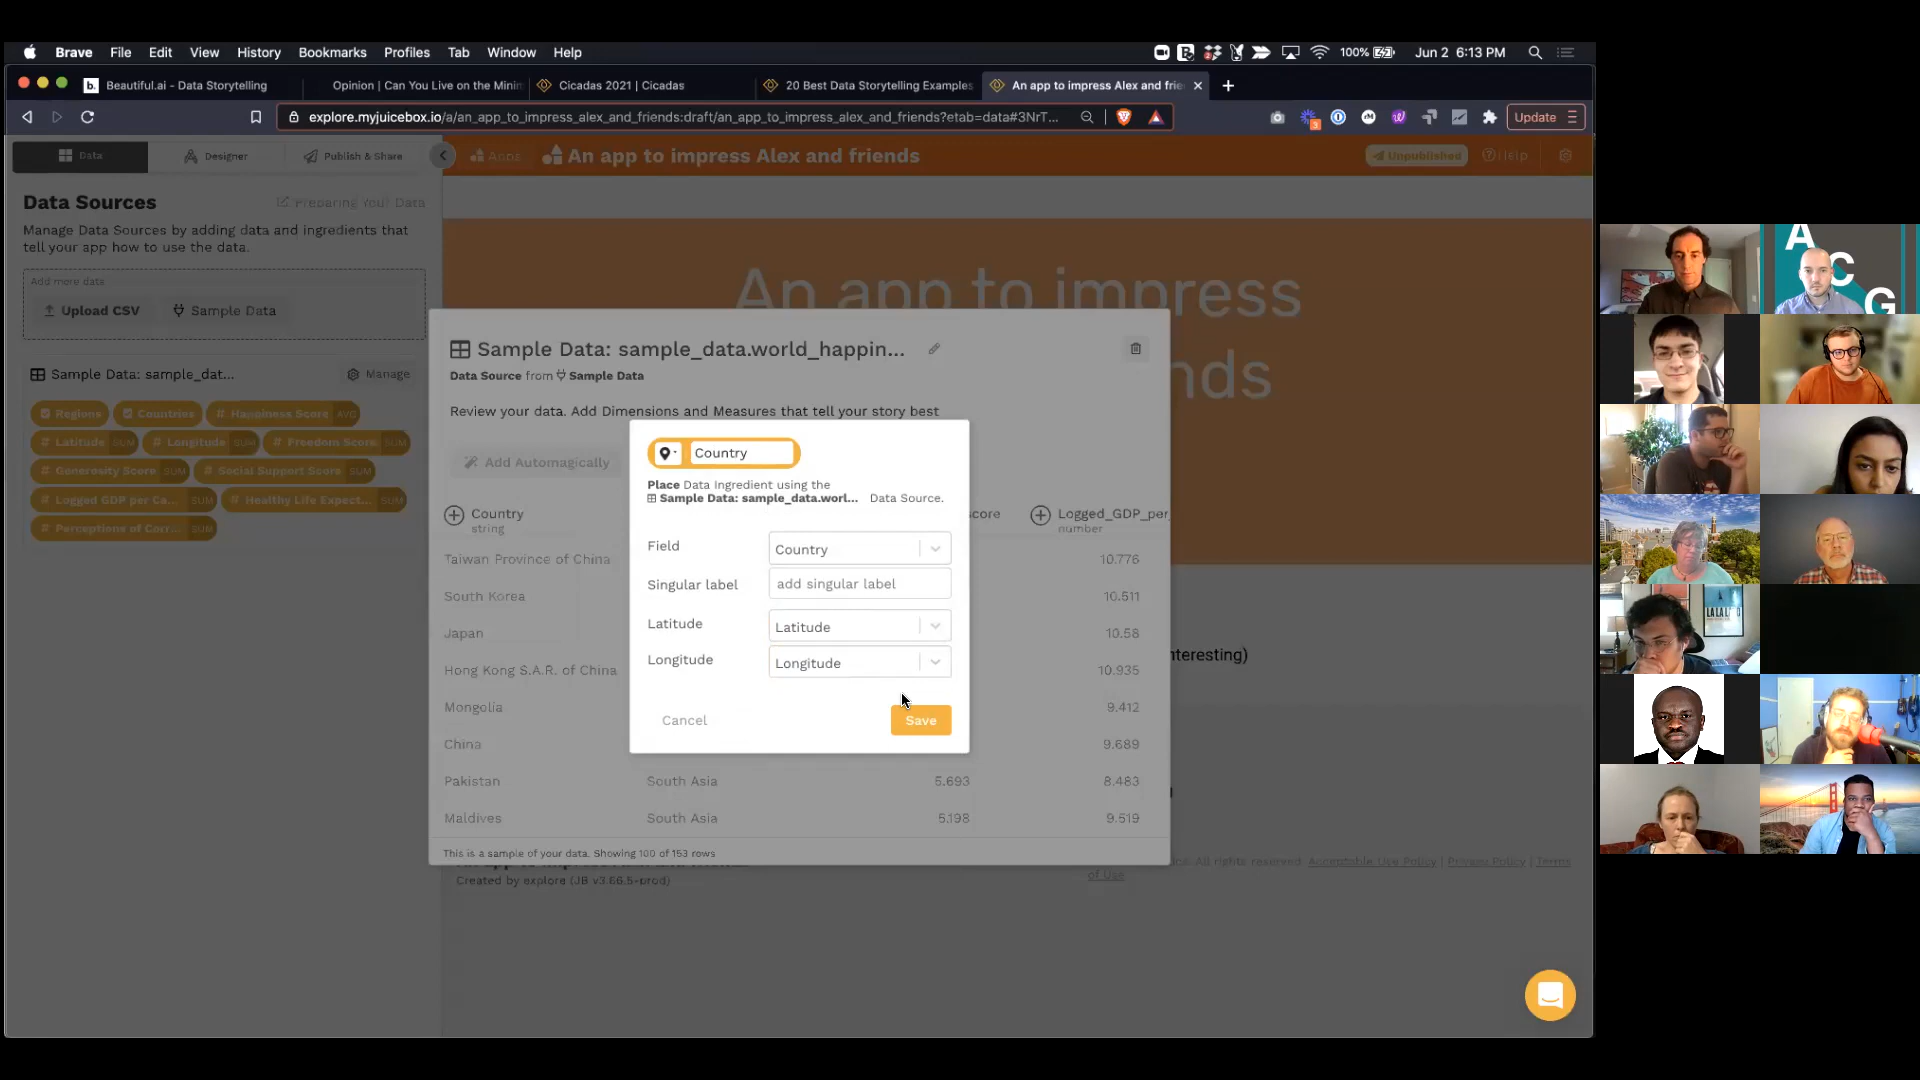 Brave File Edit View History Bookmarks Profiles Tab Window Help
100% Jun 2 6:13 PM
b. Beautiful.ai - Data Storytelling
Opinion | Can You Live on the Minim
Cicadas 2021 | Cicadas
20 Best Data Storytelling Examples
An app to impress Alex and frie
explore.myjuicebox.io/a/an_app_to_impress_alex_and_friends:draft/an_app_to_impress_alex_and_friends?etab=data#3NrT...
Update
Data
Designer
Publish & Share
Apps
An app to impress Alex and friends
Unpublished
Help
Data Sources
Preparing Your Data
Manage Data Sources by adding data and ingredients that
tell your app how to use the data.
Add more data
Upload CSV
Sample Data
Sample Data: sample_dat...
Manage
Regions
Countries
# Happiness Score AVG
# Latitude SUM
# Longitude SUM
# Freedom Score SUM
# Generosity Score SUM
# Social Support Score SUM
# Logged GDP per Ca... SUM
# Healthy Life Expect... SUM
# Perceptions of Corr... SUM
An app to impress
nds
Sample Data: sample_data.world_happin...
Data Source from Sample Data
Review your data. Add Dimensions and Measures that tell your story best
Add Automagically
Country
string
core
Logged_GDP_per_
number
Taiwan Province of China 10.776
South Korea 10.511
Japan 10.58
Hong Kong S.A.R. of China 10.935
Mongolia 9.412
China 9.689
Pakistan South Asia 5.693 8.483
Maldives South Asia 5.198 9.519
This is a sample of your data. Showing 100 of 153 rows
Country
Place Data Ingredient using the
Sample Data: sample_data.worl... Data Source.
Field Country
Singular label add singular label
Latitude Latitude
Longitude Longitude
Cancel
Save
nteresting)
ce. All rights reserved. Acceptable Use Policy | Privacy Policy | Terms
of Use
Created by explore (JB v3.66.5-prod)
A
C
G
LA LA LAND